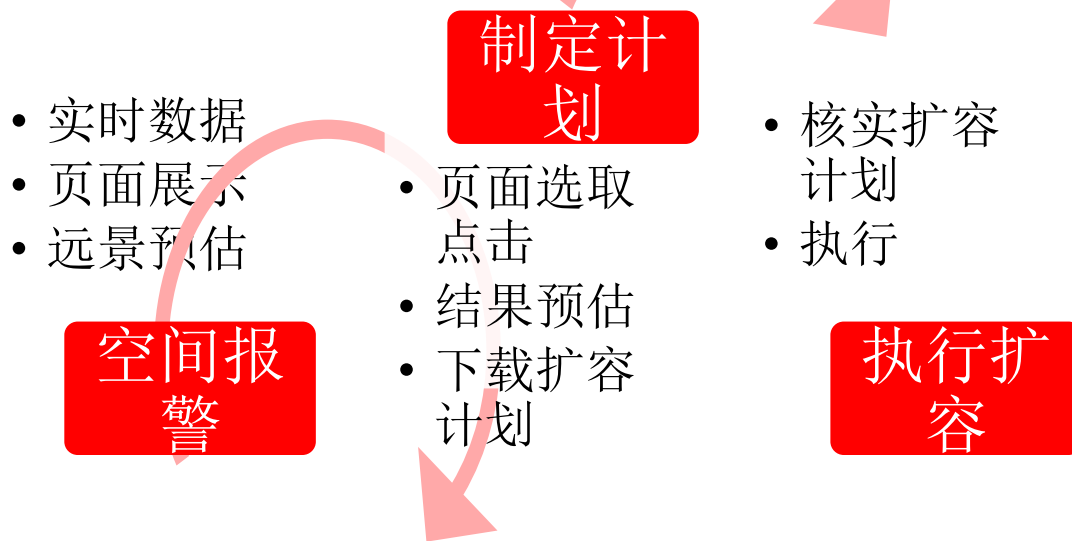 • 实时数据
• 页面展示
• 远景预估
空间报
警
制定计
划
• 页面选取
点击
• 结果预估
• 下载扩容
计划
• 核实扩容
计划
• 执行
执行扩
容